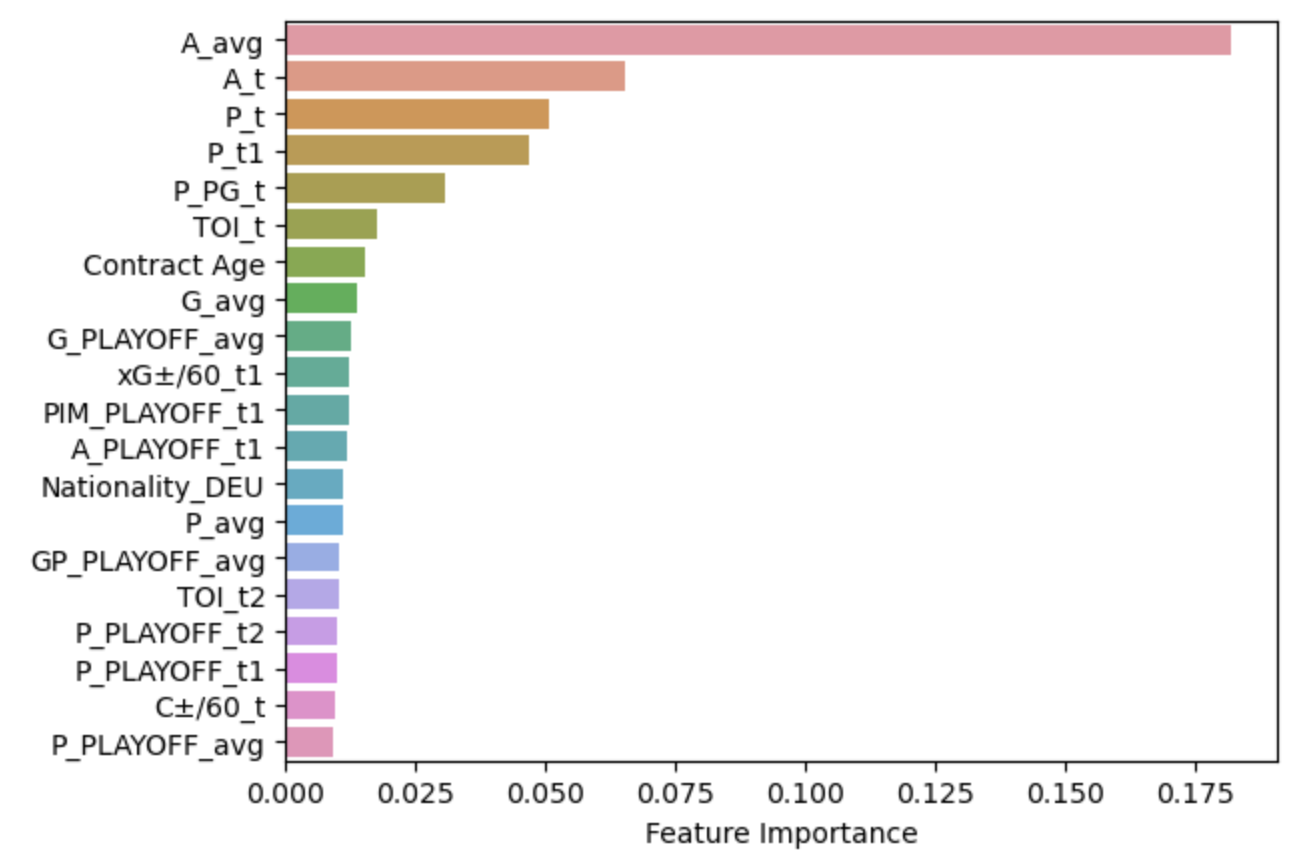 A_avg
A_t
P_t
P_t1
P_PG_t
TOI_t
Contract Age
G_avg
G_PLAYOFF_avg
xG±/60_t1
PIM_PLAYOFF_t1
A_PLAYOFF_t1
Nationality_DEU
P_avg
GP_PLAYOFF_avg
TOI_t2
P_PLAYOFF_t2
P_PLAYOFF_t1
C±/60_t
P_PLAYOFF_avg
0.000 0.025 0.050 0.075 0.100 0.125 0.150 0.175
Feature Importance